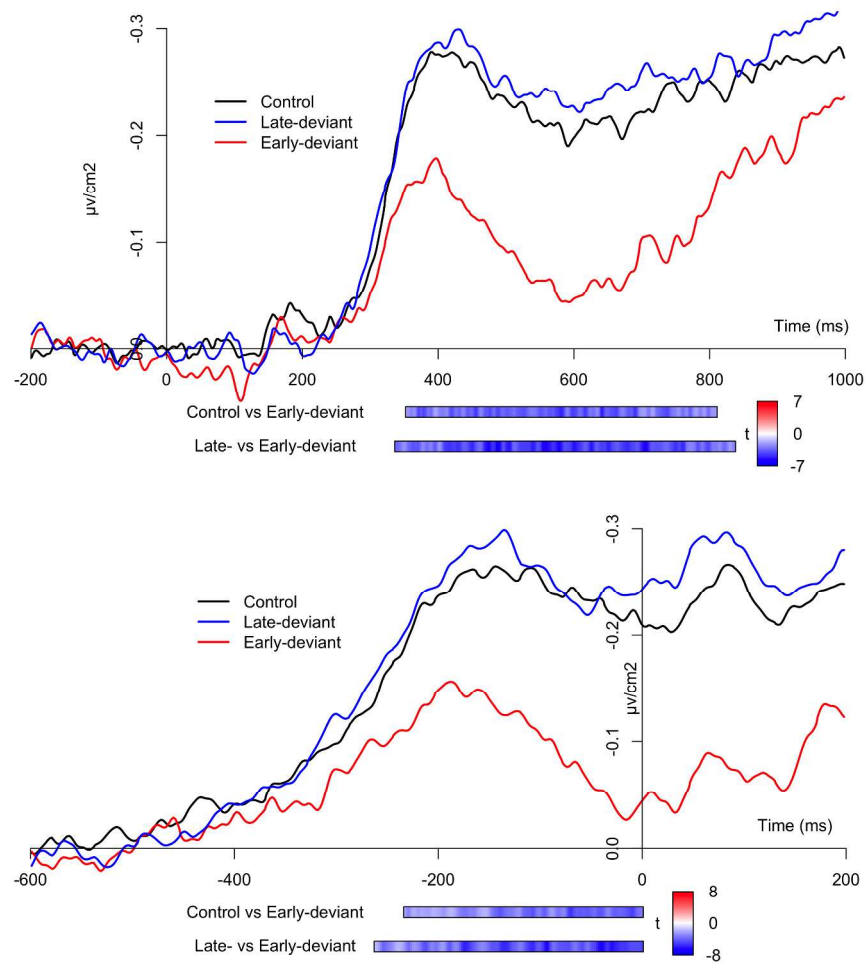 -0.3
Control
Late-deviant
-0.2
Early-deviant
μv/cm2
-0.1
Time (ms)
0.0
-200 0 200 400 600 800 1000
Control vs Early-deviant
7
t 0
Late- vs Early-deviant
-7
-0.3
Control
Late-deviant
-0.2
Early-deviant
μv/cm2
-0.1
Time (ms)
0.0
-600 -400 -200 0 200
Control vs Early-deviant
8
t 0
Late- vs Early-deviant
-8